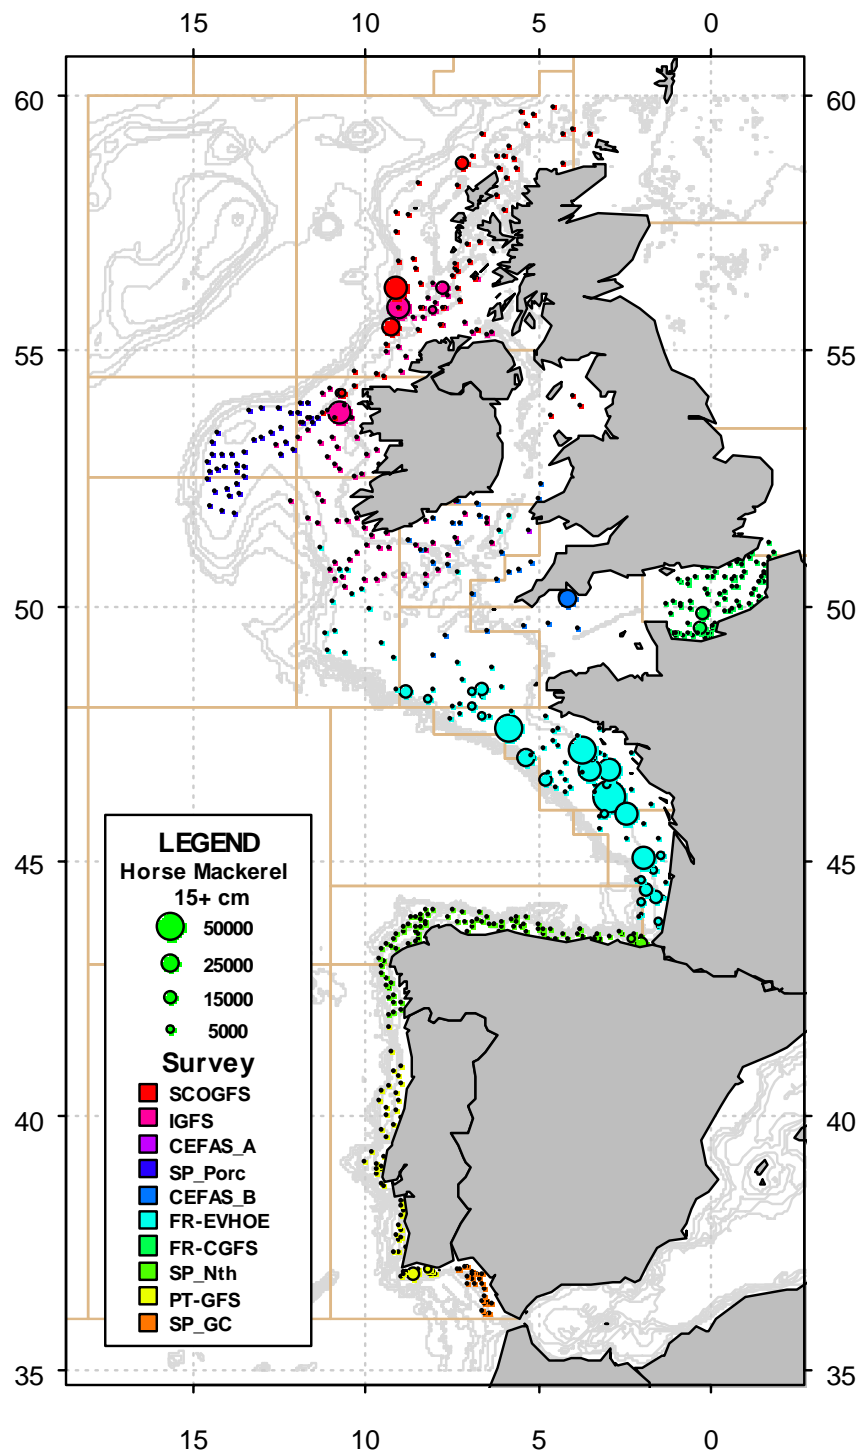 15 10 5 0
60 60
55 55
50 50
45 45
LEGEND
Horse Mackerel
15+ cm
50000
25000
15000
5000
Survey
SCOGFS
IGFS
CEFAS_A
SP_Porc
CEFAS_B
FR-EVHOE
FR-CGFS
SP_Nth
PT-GFS
SP_GC
40 40
35 35
15 10 5 0